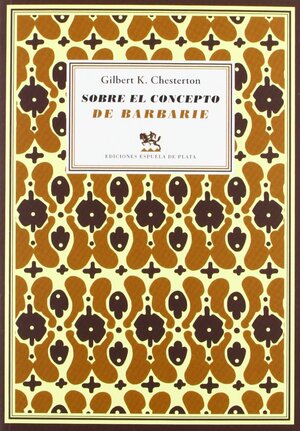 Gilbert K. Chesterton
SOBRE EL CONCEPTO
DE BARBARIE
EDICIONES ESPUELA DE PLATA